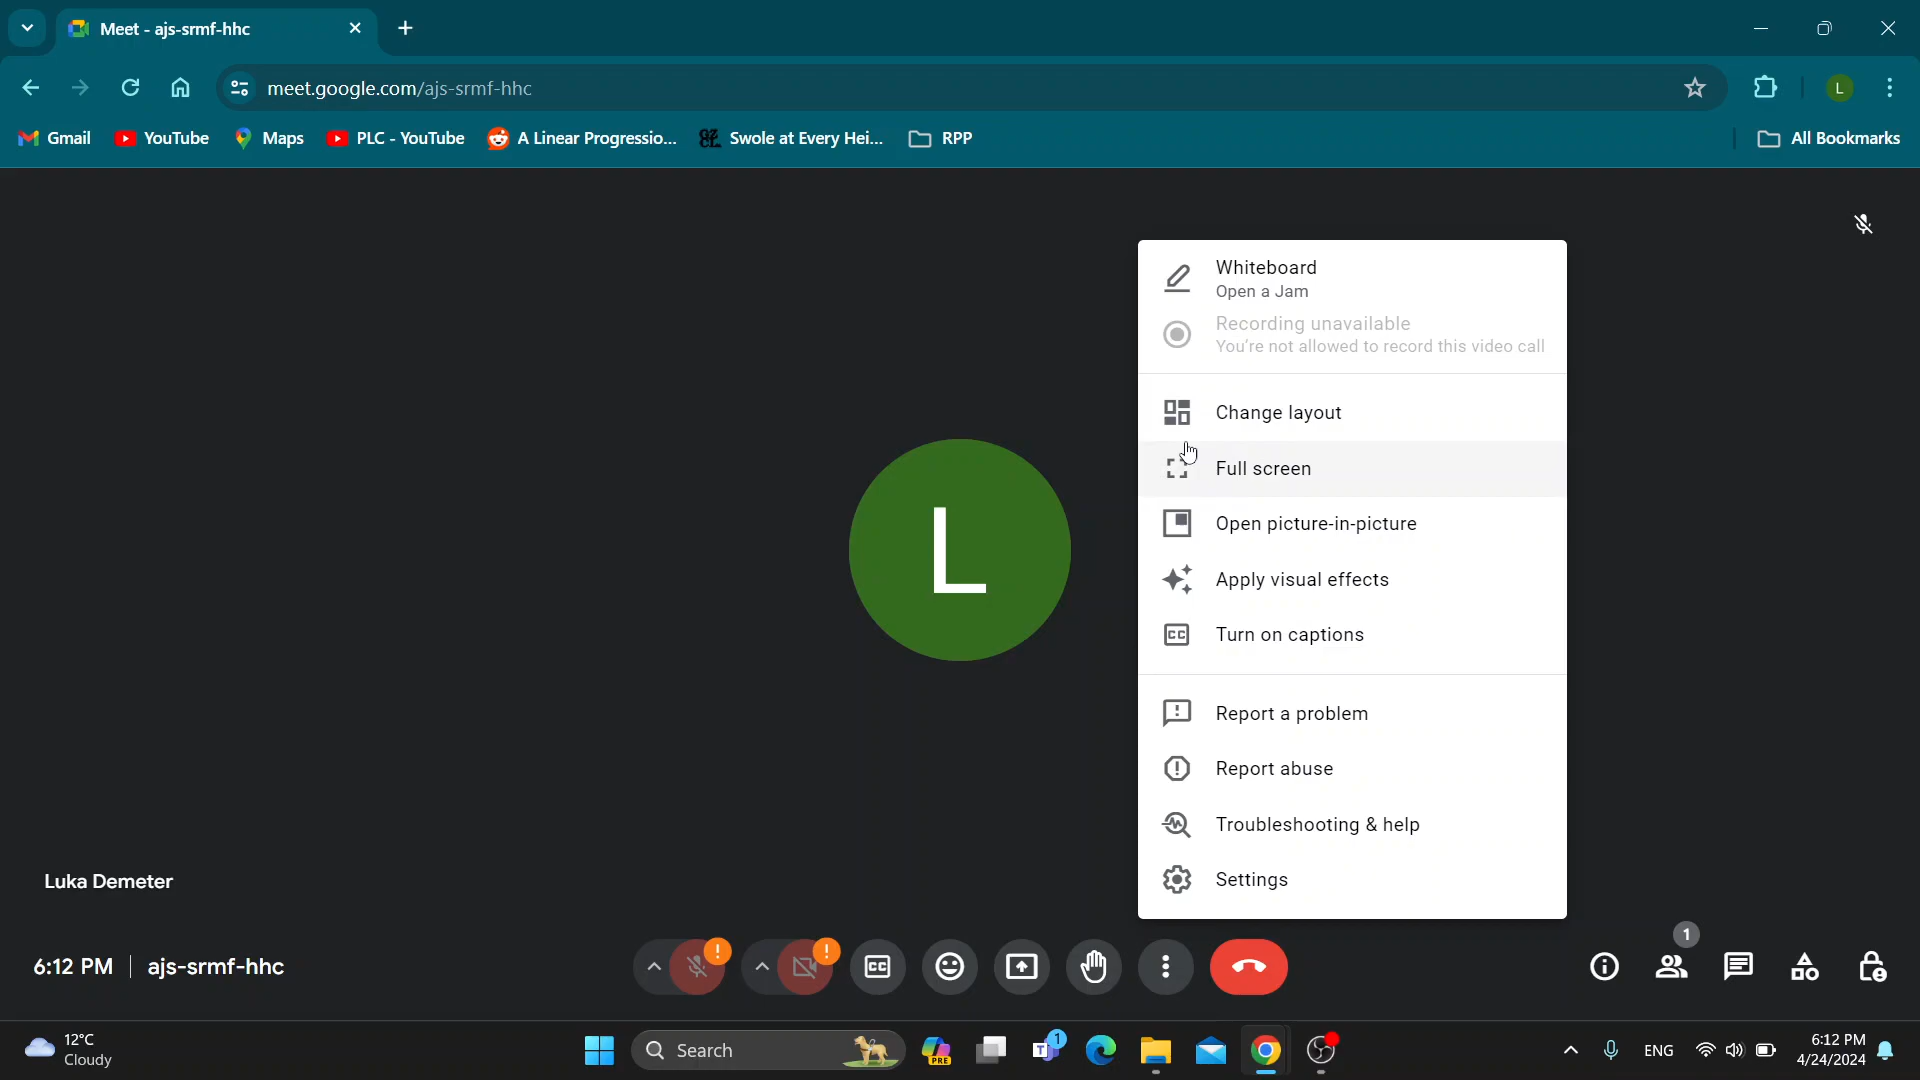 Meet - ajs-srmf-hhc
meet.google.com/ajs-srmf-hhc
L
Gmail
YouTube
Maps
PLC - YouTube
A Linear Progressio...
Swole at Every Hei...
RPP
All Bookmarks
Whiteboard
Open a Jam
Recording unavailable
You're not allowed to record this video call
Change layout
Full screen
Open picture-in-picture
L
Apply visual effects
CC
Turn on captions
Report a problem
Report abuse
Troubleshooting & help
Settings
Luka Demeter
6:12 PM | ajs-srmf-hhc
!
!
CC
1
12°C
Cloudy
Search
PRE
T
1
ENG
6:12 PM
4/24/2024